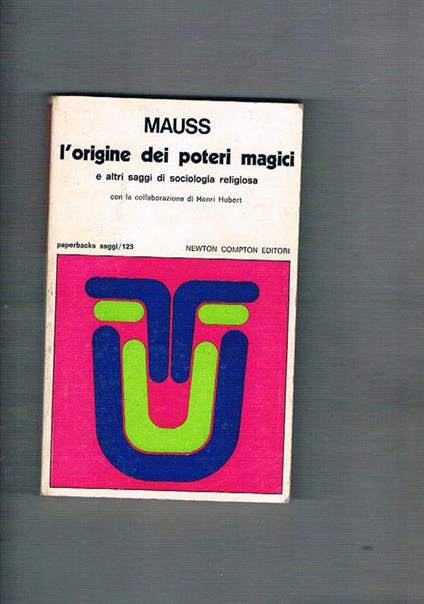 MAUSS
l'origine dei poteri magici
e altri saggi di sociologia religiosa
con la collaborazione di Henri Hubert
paperbacks saggi/123 NEWTON COMPTON EDITORI